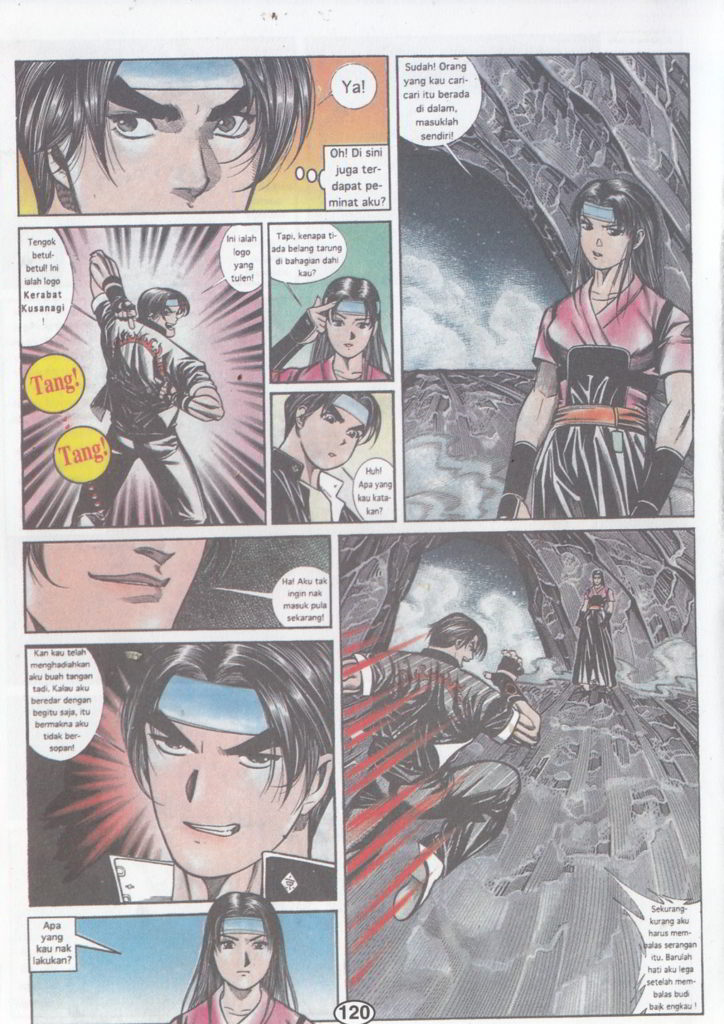 Ya!
Oh! Di sini
juga ter-
dapat pe-
minat aku?
Sudah! Orang
yang kau cari-
cari itu berada
di dalam,
masuklah
sendiri!
Tengok
betul-
betul! Ini
ialah logo
Kerabat
Kusanagi
!
Ini ialah
logo
yang
tulen!
Tang!
Tang!
Tapi, kenapa ti-
ada belang tarung
di bahagian dahi
kau?
Huh!
Apa yang
kau kata-
kan?
Ha! Aku tak
ingin nak
masuk pula
sekarang!
Kan kau telah
menghadiahkan
aku buah tangan
tadi. Kalau aku
beredar dengan
begitu saja, itu
bermakna aku
tidak ber-
sopan!
Apa
yang
kau nak
lakukan?
Sekurang-
kurang aku
harus mem-
balas serangan
itu. Barulah
hati aku lega
setelah mem-
balas budi
baik engkau !
120